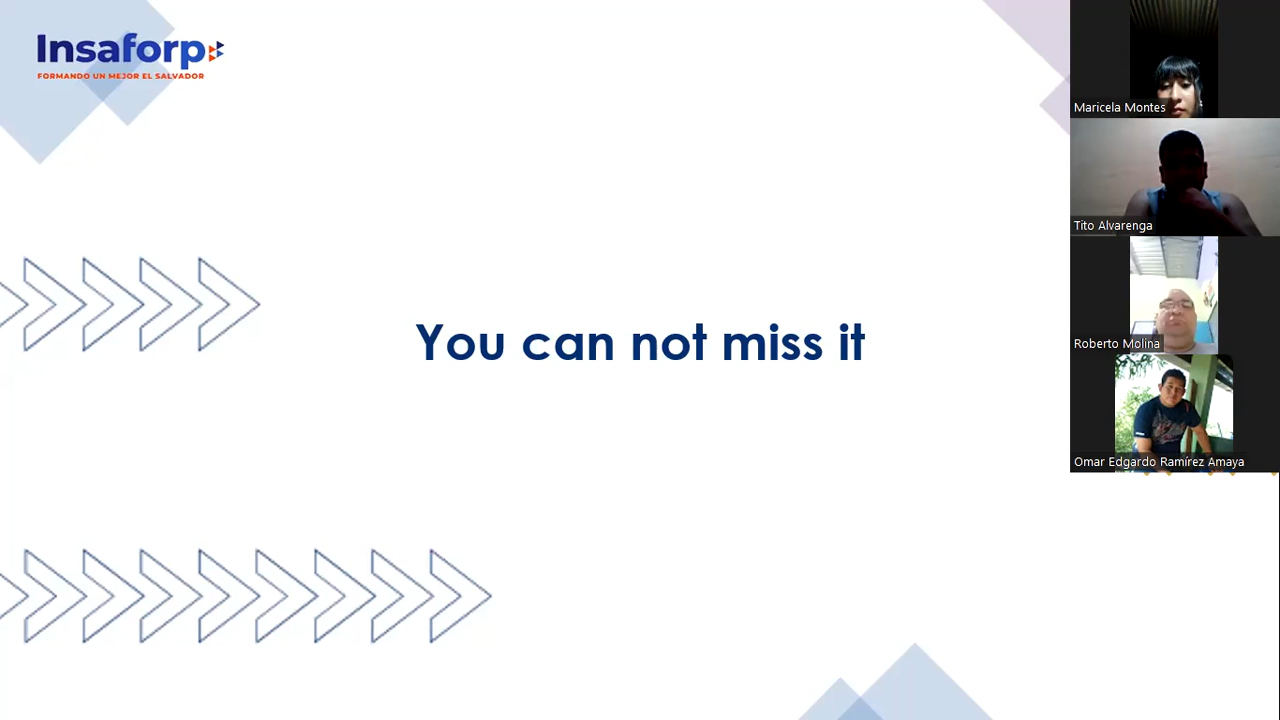 Insaforp
FORMANDO UN MEJOR EL SALVADOR
You can not miss it
Maricela Montes
Tito Alvarenga
Roberto Molina
Omar Edgardo Ramírez Amaya